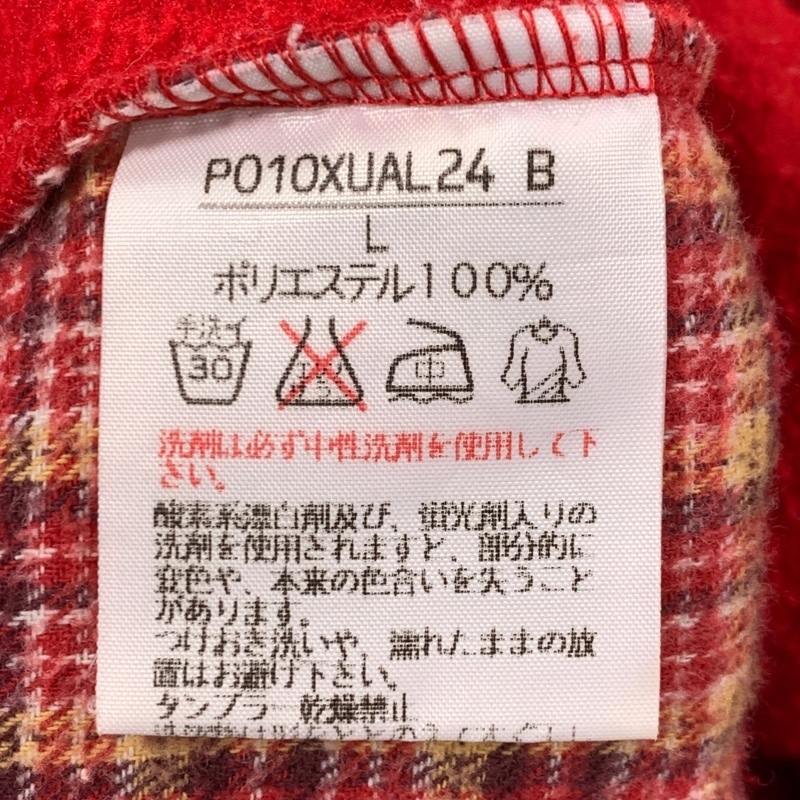 PO10XUAL24 B
L
ポリエステル100%
手洗イ
30
中
洗剤は必ず中性洗剤を使用して下
さい。
酸素系漂白剤及び、蛍光剤入りの
洗剤を使用されますと、部分的に
変色や、本来の色合いを失うこと
があります。
つけおき洗いや、濡れたままの放
置はお避け下さい。
タンブラー乾燥禁止